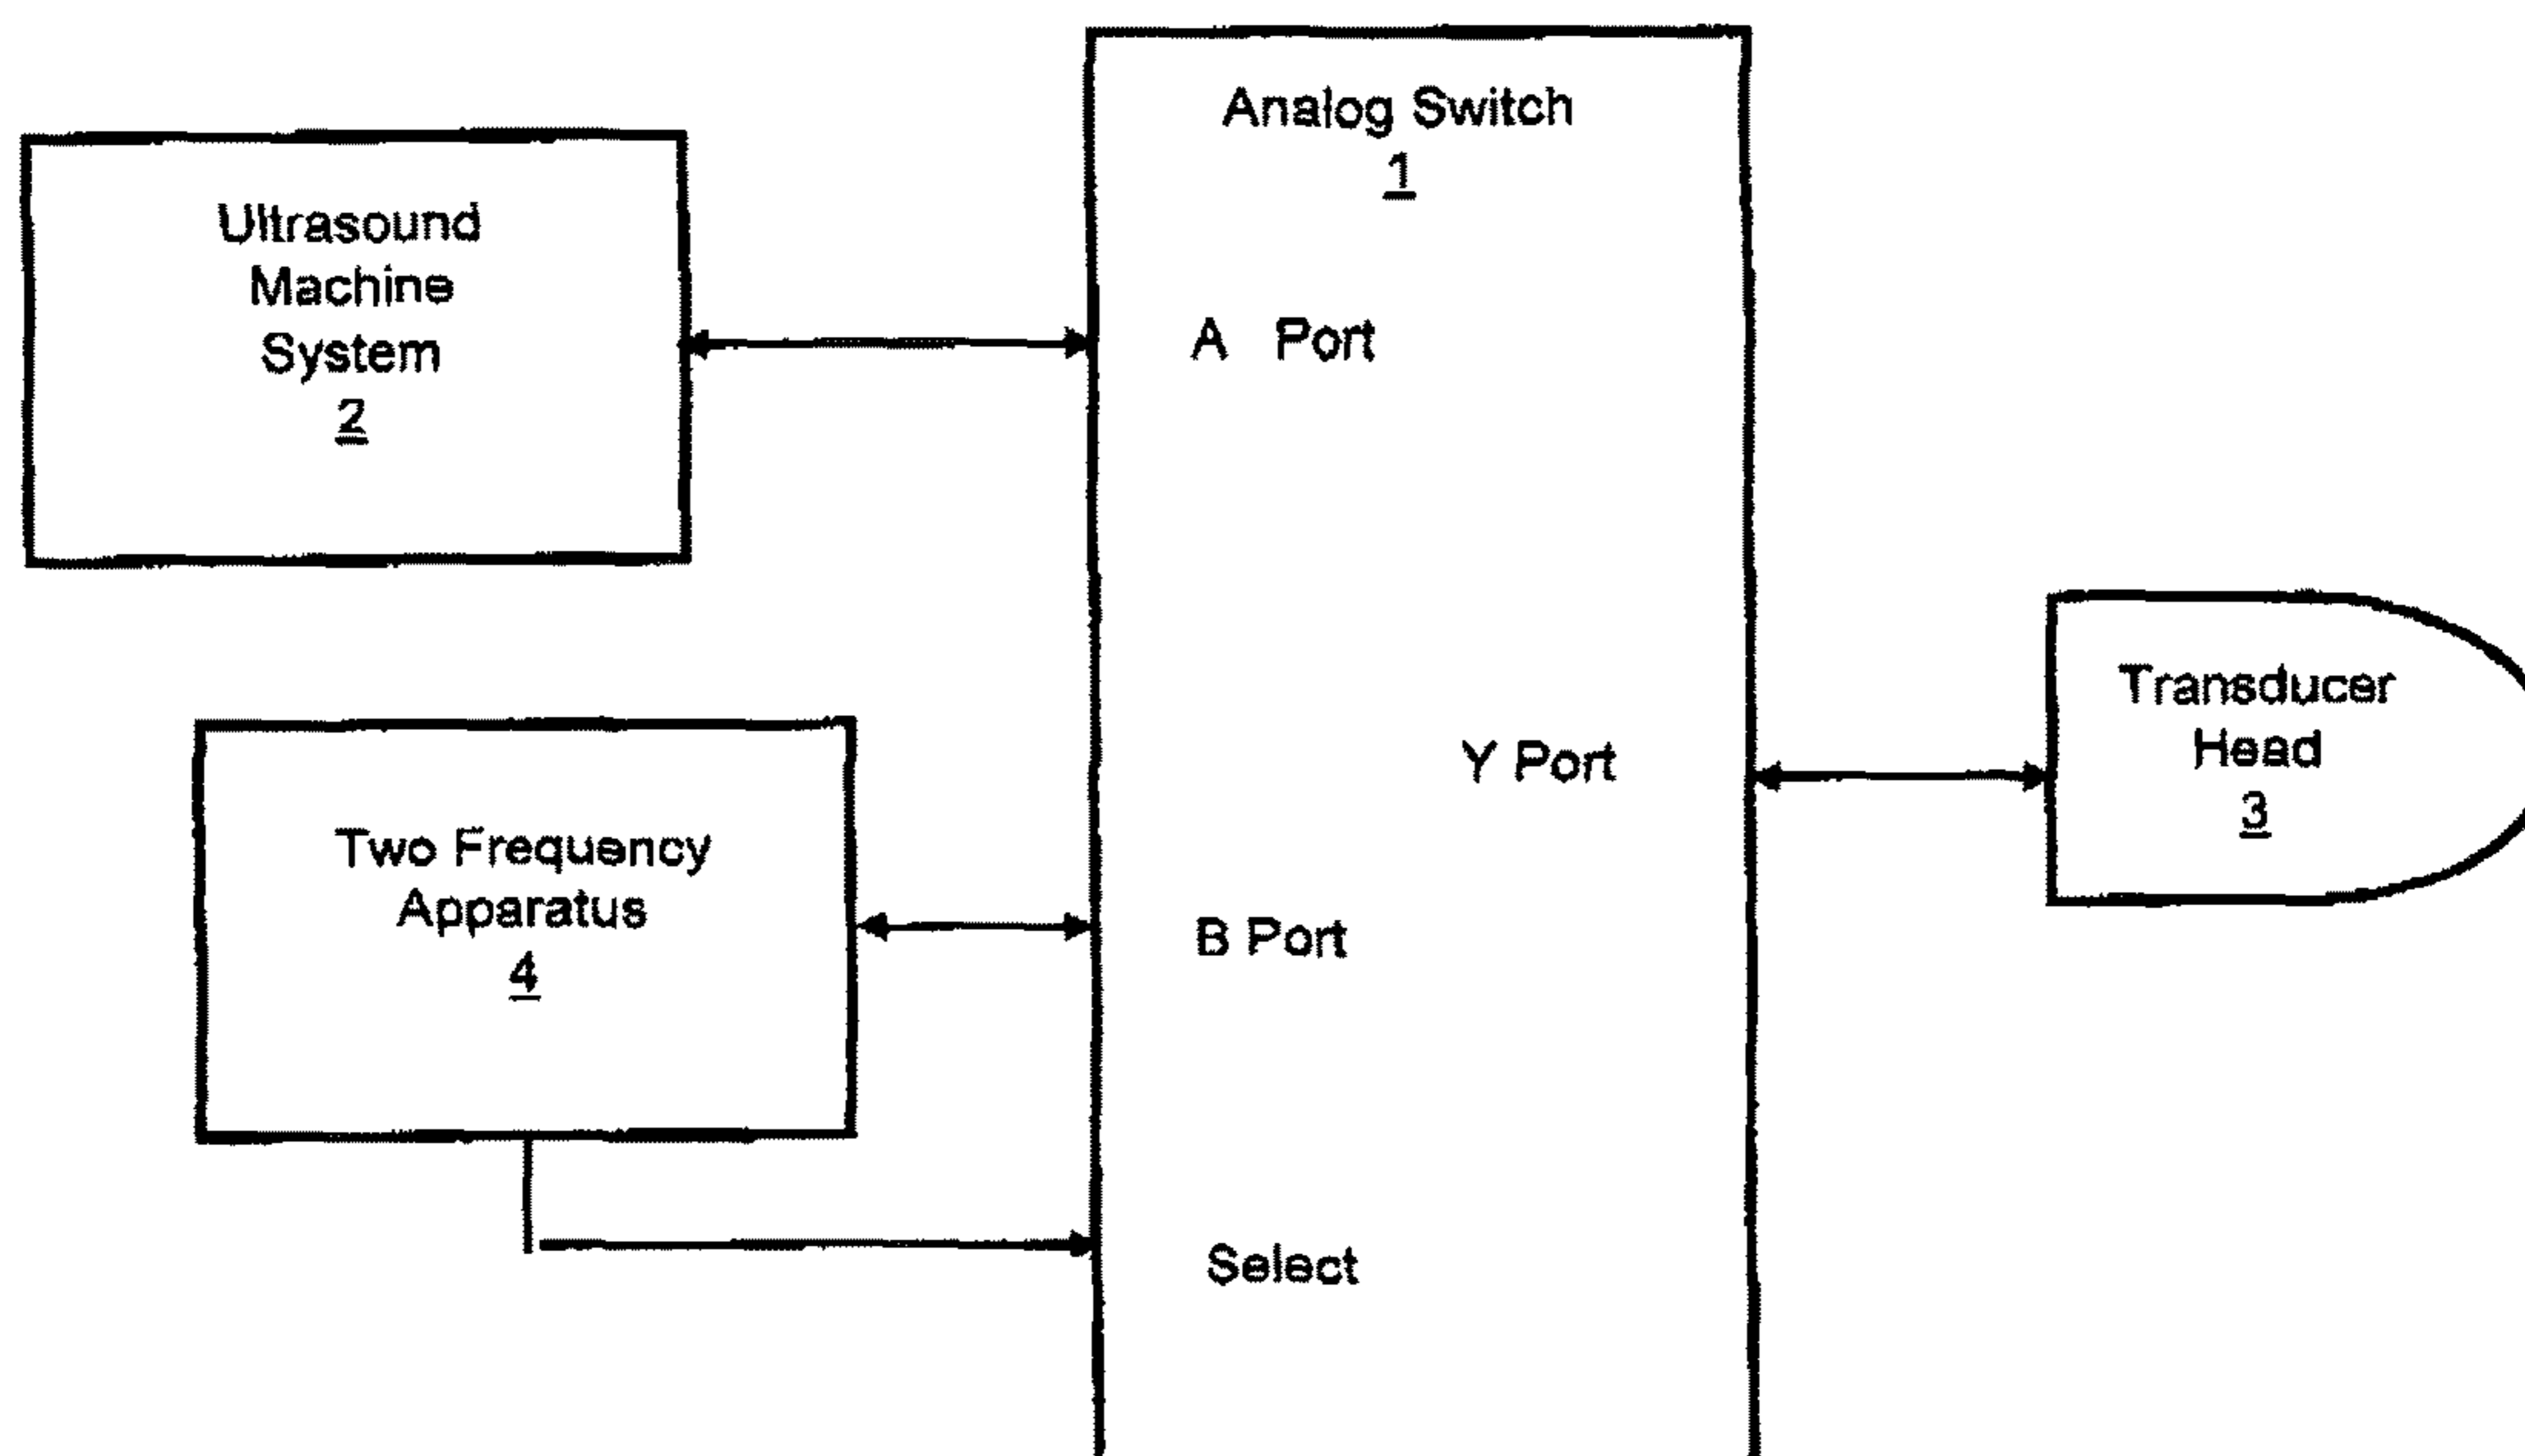 Analog Switch
1
Ultrasound
Machine
System
2
A Port
Transducer
Head
3
Y Port
Two Frequency
Apparatus
4
B Port
Select